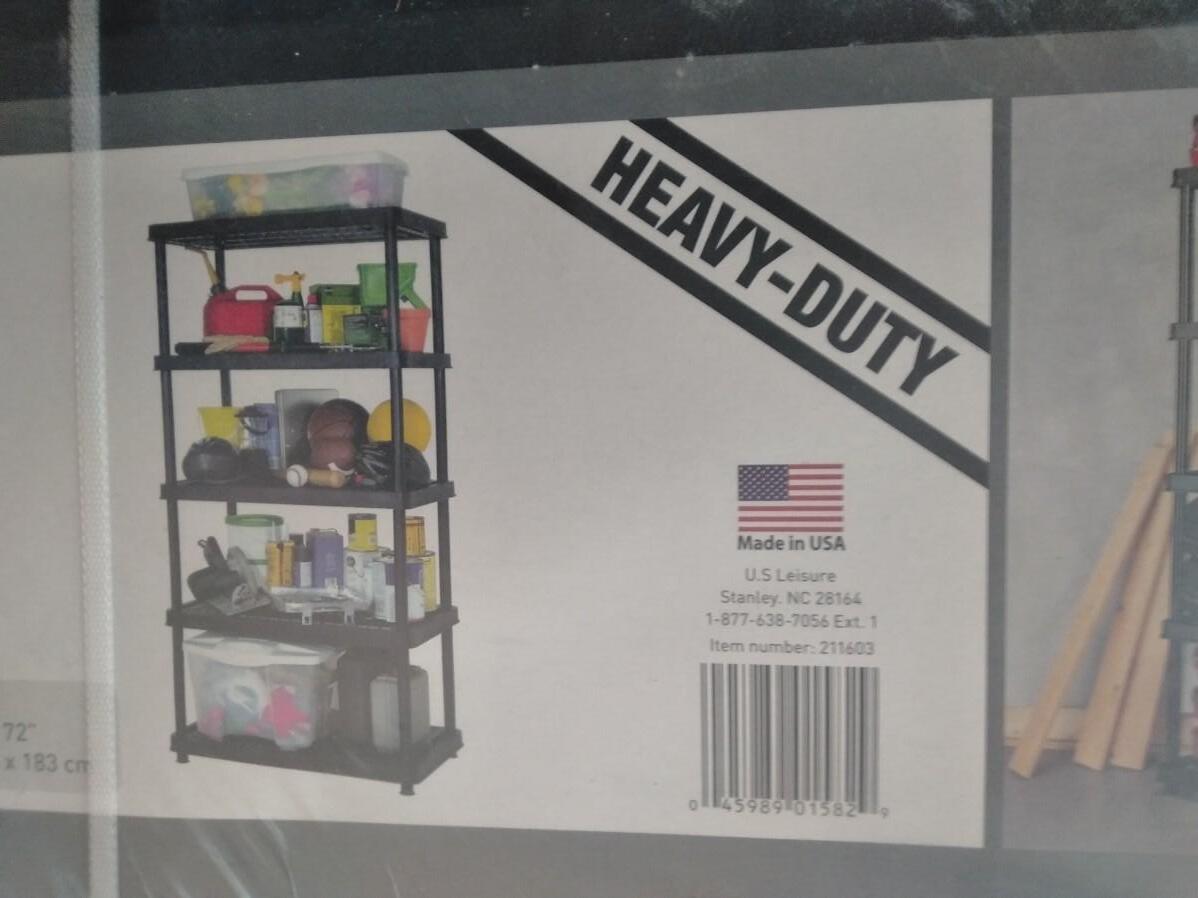 HEAVY-DUTY
Made in USA
U.S Leisure
Stanley. NC 28164
1-877-638-7056 Ext. 1
Item number: 211603
0 45989 01582 9
72"
x 183 cm